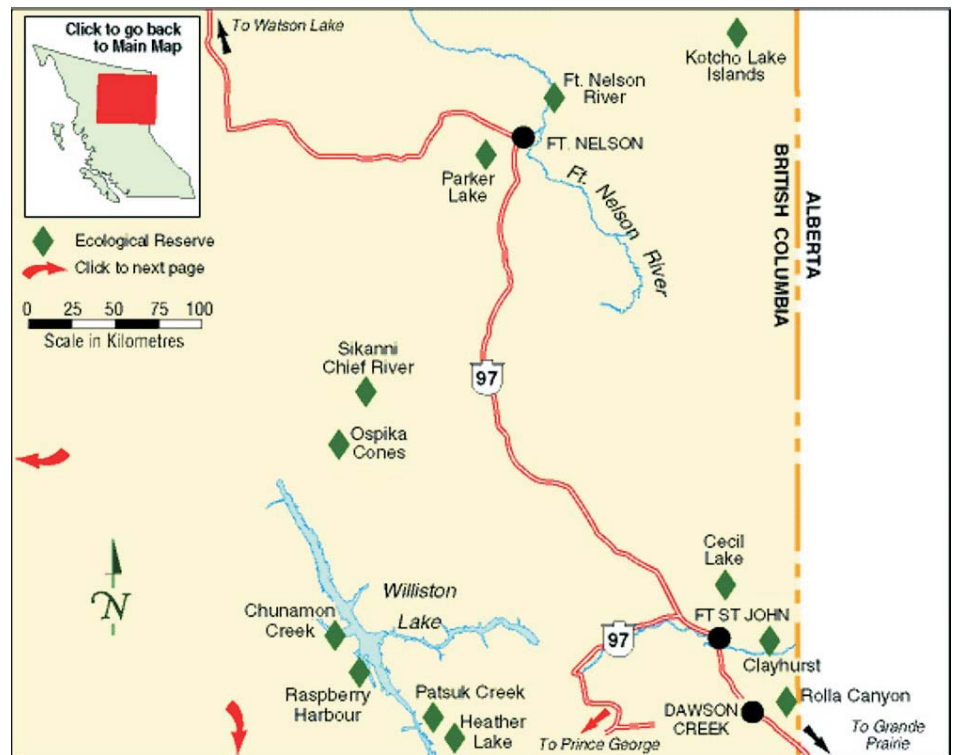 Click to go back
to Main Map
To Watson Lake
Kotcho Lake
Islands
Ft. Nelson
River
FT. NELSON
Parker
Lake
Ft. Nelson River
BRITISH COLUMBIA
ALBERTA
Ecological Reserve
Click to next page
0 25 50 75 100
Scale in Kilometres
Sikanni
Chief River
97
Ospika
Cones
N
Cecil
Lake
Williston
Lake
Chunamon
Creek
FT ST JOHN
97
Clayhurst
Raspberry
Harbour
Patsuk Creek
Heather
Lake
Rolla Canyon
DAWSON
CREEK
To Prince George
To Grande
Prairie